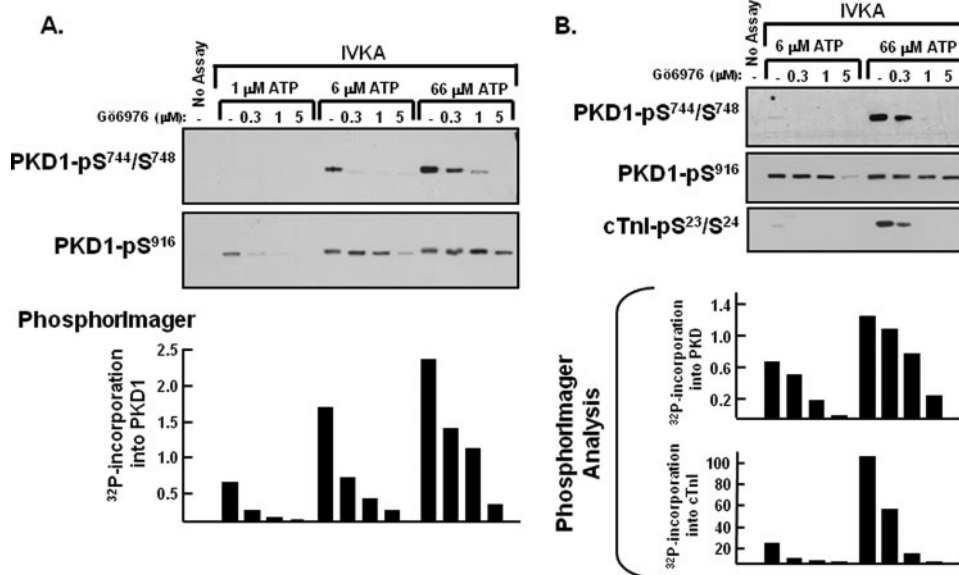 A.
IVKA
No Assay
1 µM ATP 6 µM ATP 66 µM ATP
Gö6976 (µM): - - 0.3 1 5 - 0.3 1 5 - 0.3 1 5
PKD1-pS744/S748
PKD1-pS916
PhosphorImager
32P-incorporation
into PKD1
2.5
2.0
1.5
1.0
0.5
B.
IVKA
No Assay
6 µM ATP 66 µM ATP
Gö6976 (µM): - - 0.3 1 5 - 0.3 1 5
PKD1-pS744/S748
PKD1-pS916
cTnI-pS23/S24
PhosphorImager
Analysis
32P-incorporation
into PKD
1.4
1.0
0.6
0.2
32P-incorporation
into cTnI
100
80
60
40
20